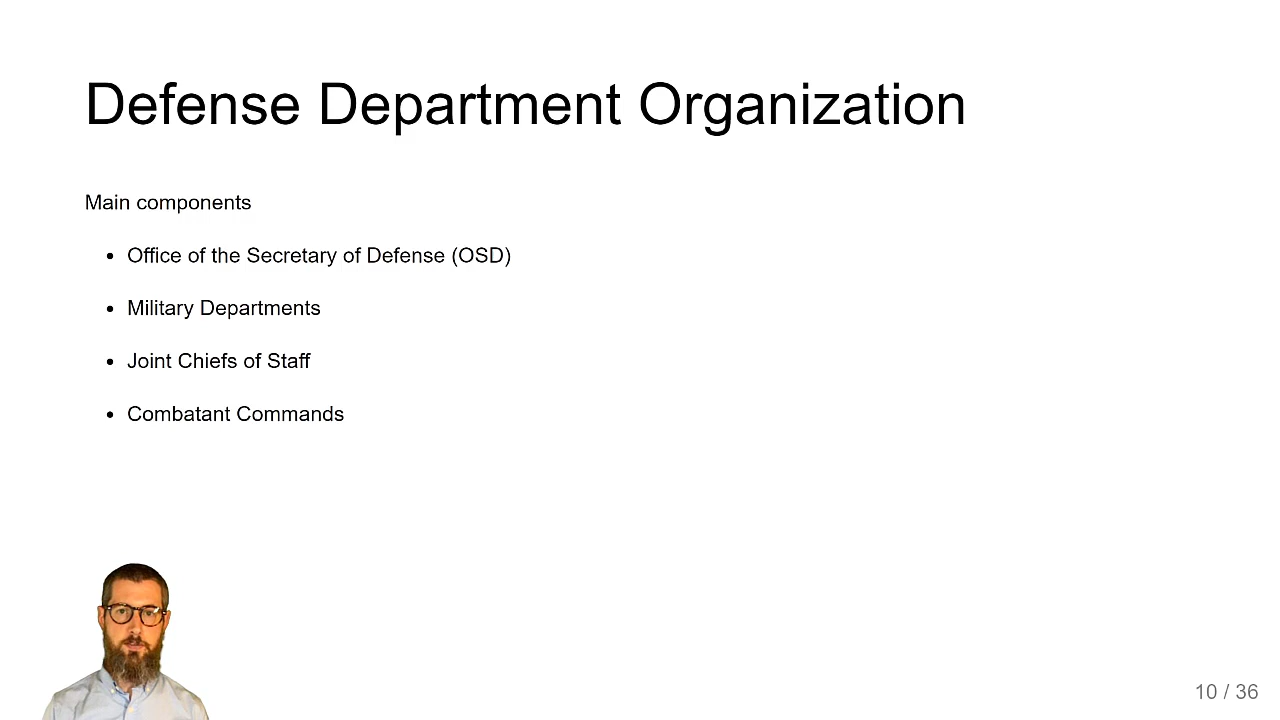 Defense Department Organization
Main components
• Office of the Secretary of Defense (OSD)
• Military Departments
• Joint Chiefs of Staff
• Combatant Commands
10 / 36